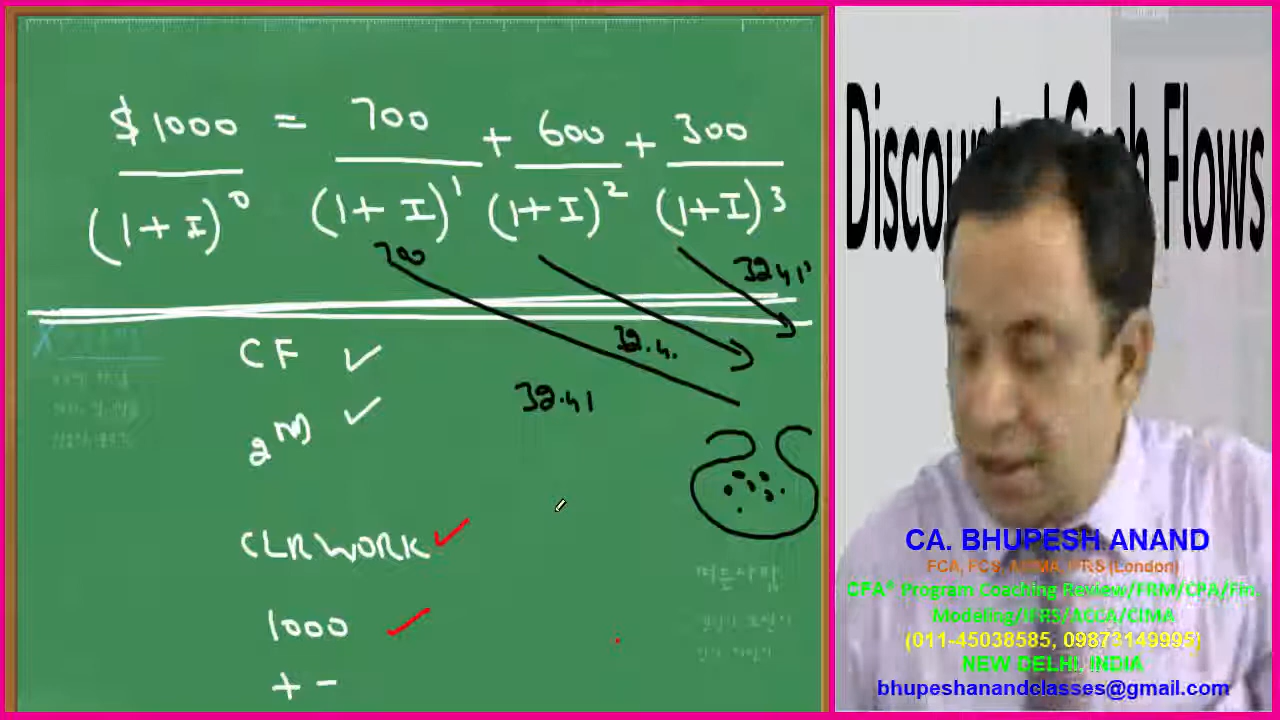 $1000 = 700 + 600 + 300
(1+I)⁰ (1+I)¹ (1+I)² (1+I)³
700
32.41
32.4.
32.41
CF ✓
2ND ✓
CLR WORK ✓
1000 ✓
+ -
Discounted Cash Flows
CA. BHUPESH ANAND
FCA, FCS, IFRS (London)
CFA® Program Coaching Review/FRM/CPA/Fin.
Modeling/IFRS/ACCA/CIMA
(011-45038585, 09873149995)
NEW DELHI, INDIA
bhupeshanandclasses@gmail.com